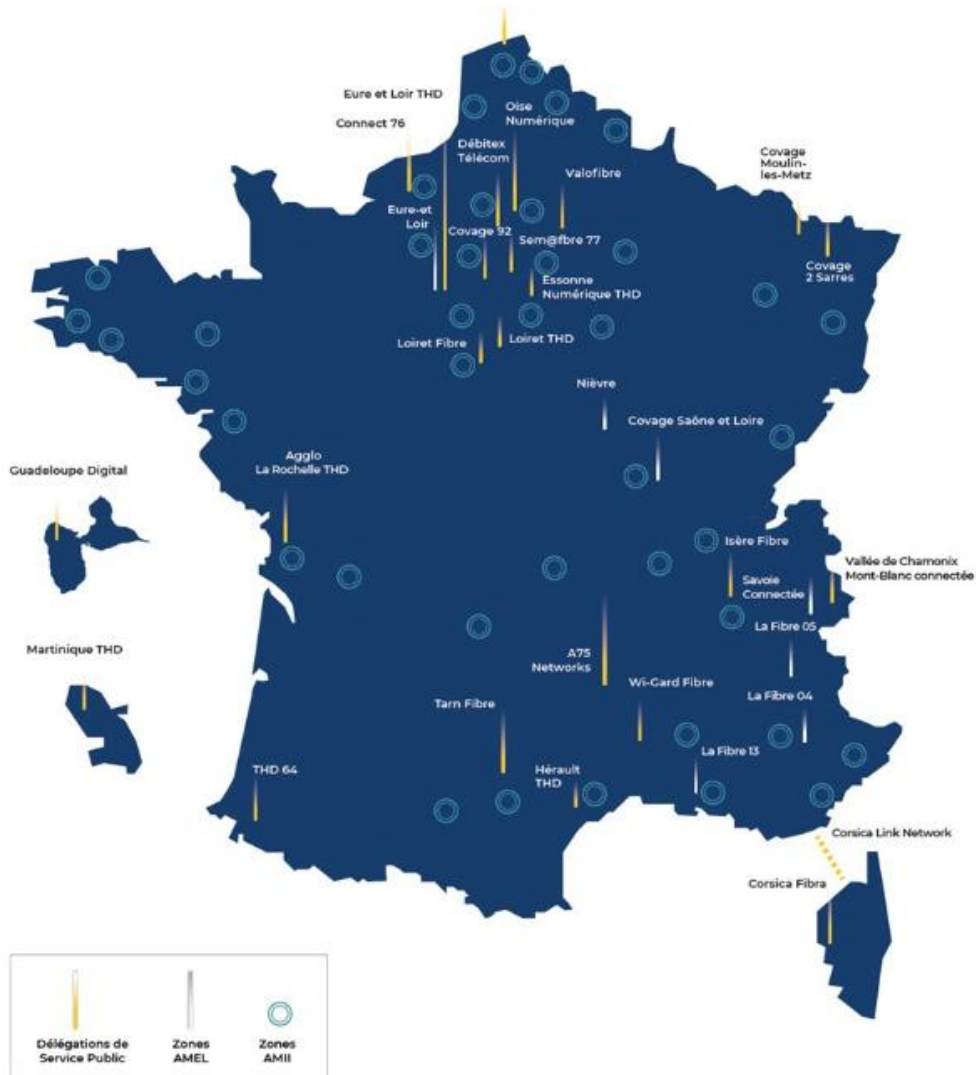 Eure et Loir THD
Connect 76
Oise
Numérique
Débitex
Télécom
Valofibre
Covage
Moulin-
les-Metz
Eure-et
Loir
Covage 92
Sem@fbre 77
Covage
2 Sarres
Essonne
Numérique THD
Loiret Fibre
Loiret THD
Nièvre
Covage Saône et Loire
Agglo
La Rochelle THD
Guadeloupe Digital
Isère Fibre
Vallée de Chamonix
Mont-Blanc connectée
Savoie
Connectée
La Fibre 05
Martinique THD
A75
Networks
Wi-Gard Fibre
La Fibre 04
Tarn Fibre
La Fibre 13
THD 64
Hérault
THD
Corsica Link Network
Corsica Fibra
Délégations de
Service Public
Zones
AMEL
Zones
AMII